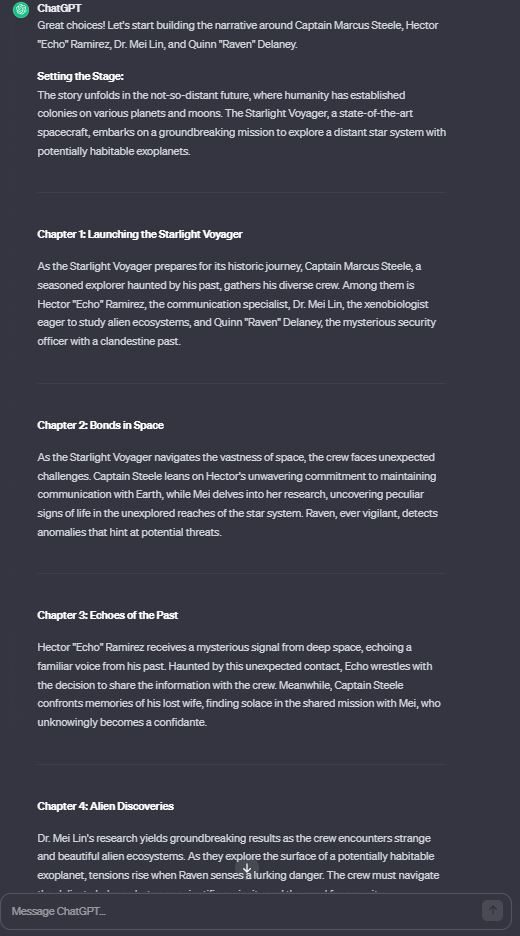 ChatGPT
Great choices! Let's start building the narrative around Captain Marcus Steele, Hector
"Echo" Ramirez, Dr. Mei Lin, and Quinn "Raven" Delaney.
Setting the Stage:
The story unfolds in the not-so-distant future, where humanity has established
colonies on various planets and moons. The Starlight Voyager, a state-of-the-art
spacecraft, embarks on a groundbreaking mission to explore a distant star system with
potentially habitable exoplanets.
Chapter 1: Launching the Starlight Voyager
As the Starlight Voyager prepares for its historic journey, Captain Marcus Steele, a
seasoned explorer haunted by his past, gathers his diverse crew. Among them is
Hector "Echo" Ramirez, the communication specialist, Dr. Mei Lin, the xenobiologist
eager to study alien ecosystems, and Quinn "Raven" Delaney, the mysterious security
officer with a clandestine past.
Chapter 2: Bonds in Space
As the Starlight Voyager navigates the vastness of space, the crew faces unexpected
challenges. Captain Steele leans on Hector's unwavering commitment to maintaining
communication with Earth, while Mei delves into her research, uncovering peculiar
signs of life in the unexplored reaches of the star system. Raven, ever vigilant, detects
anomalies that hint at potential threats.
Chapter 3: Echoes of the Past
Hector "Echo" Ramirez receives a mysterious signal from deep space, echoing a
familiar voice from his past. Haunted by this unexpected contact, Echo wrestles with
the decision to share the information with the crew. Meanwhile, Captain Steele
confronts memories of his lost wife, finding solace in the shared mission with Mei, who
unknowingly becomes a confidante.
Chapter 4: Alien Discoveries
Dr. Mei Lin's research yields groundbreaking results as the crew encounters strange
and beautiful alien ecosystems. As they explore the surface of a potentially habitable
exoplanet, tensions rise when Raven senses a lurking danger. The crew must navigate
Message ChatGPT...